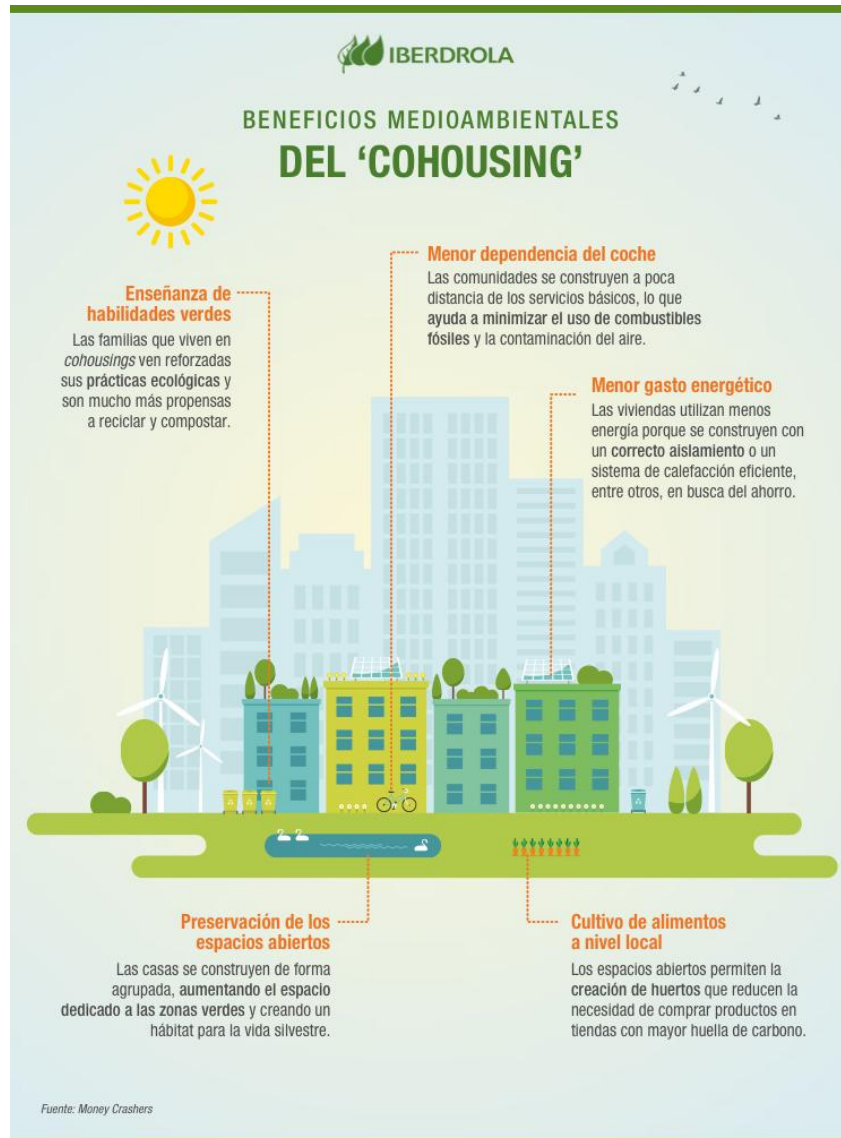 IBERDROLA
BENEFICIOS MEDIOAMBIENTALES
DEL ‘COHOUSING’
Menor dependencia del coche
Las comunidades se construyen a poca
distancia de los servicios básicos, lo que
ayuda a minimizar el uso de combustibles
fósiles y la contaminación del aire.
Enseñanza de
habilidades verdes
Las familias que viven en
cohousings ven reforzadas
sus prácticas ecológicas y
son mucho más propensas
a reciclar y compostar.
Menor gasto energético
Las viviendas utilizan menos
energía porque se construyen con
un correcto aislamiento o un
sistema de calefacción eficiente,
entre otros, en busca del ahorro.
Preservación de los
espacios abiertos
Las casas se construyen de forma
agrupada, aumentando el espacio
dedicado a las zonas verdes y creando un
hábitat para la vida silvestre.
Cultivo de alimentos
a nivel local
Los espacios abiertos permiten la
creación de huertos que reducen la
necesidad de comprar productos en
tiendas con mayor huella de carbono.
Fuente: Money Crashers